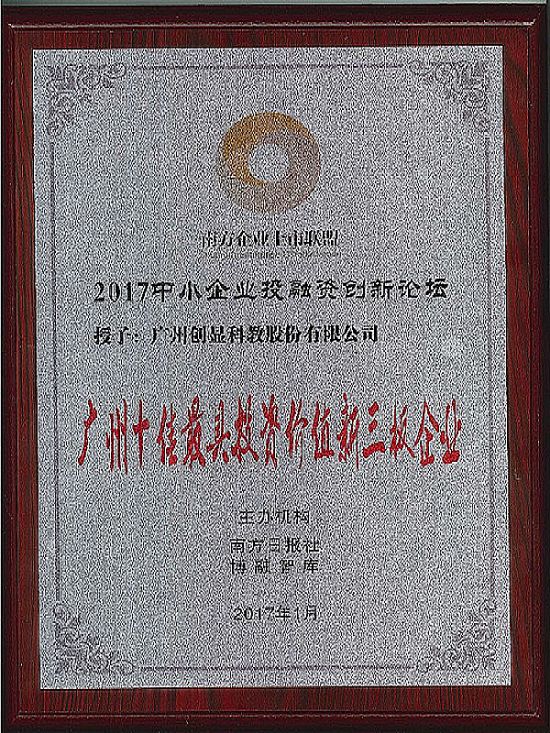 南方企业上市联盟
2017中小企业投融资创新论坛
授予：广州创显科教股份有限公司
广州十佳最具投资价值新三板企业
主办机构
南方日报社
博融智库
2017年1月